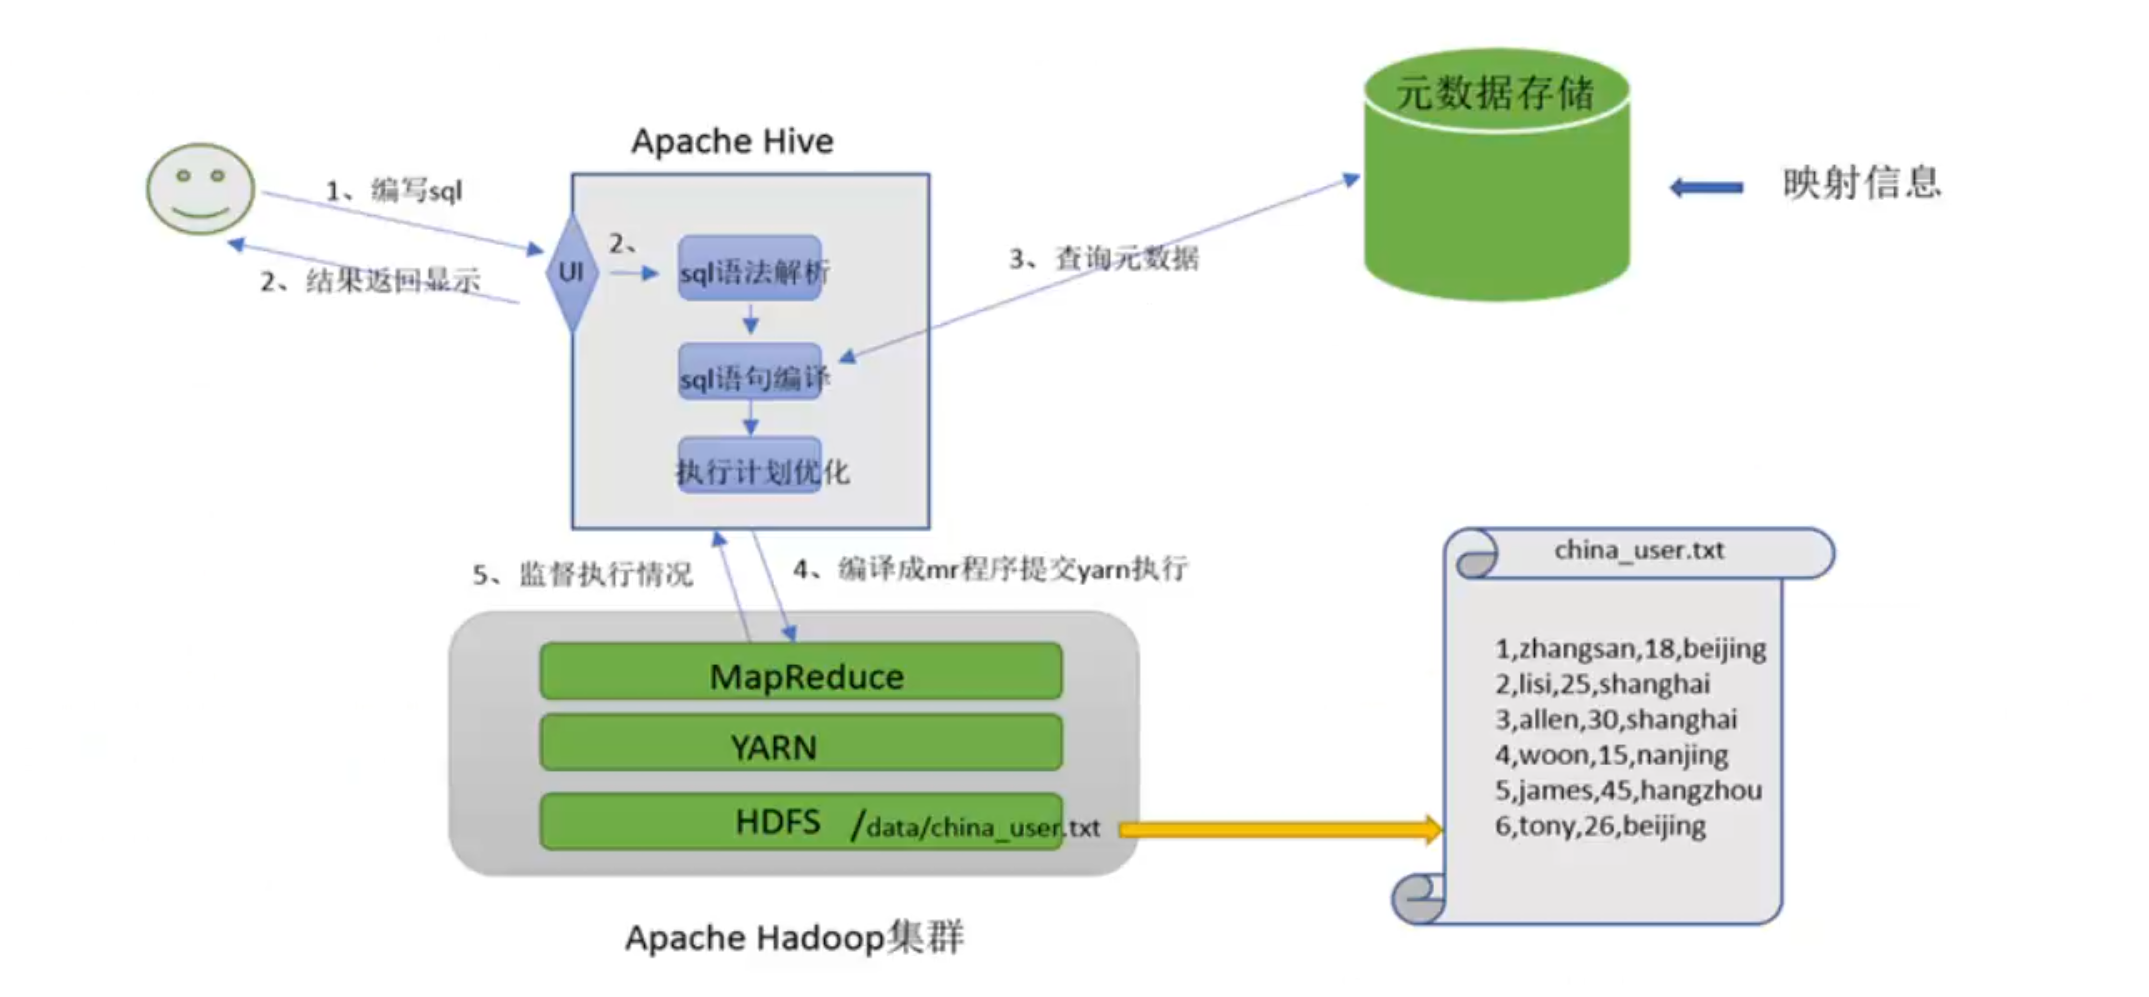 元数据存储
Apache Hive
映射信息
1、编写sql
2、
UI
sql语法解析
3、查询元数据
2、结果返回显示
sql语句编译
执行计划优化
5、监督执行情况
4、编译成mr程序提交yarn执行
MapReduce
YARN
HDFS /data/china_user.txt
Apache Hadoop集群
china_user.txt
1,zhangsan,18,beijing
2,lisi,25,shanghai
3,allen,30,shanghai
4,woon,15,nanjing
5,james,45,hangzhou
6,tony,26,beijing